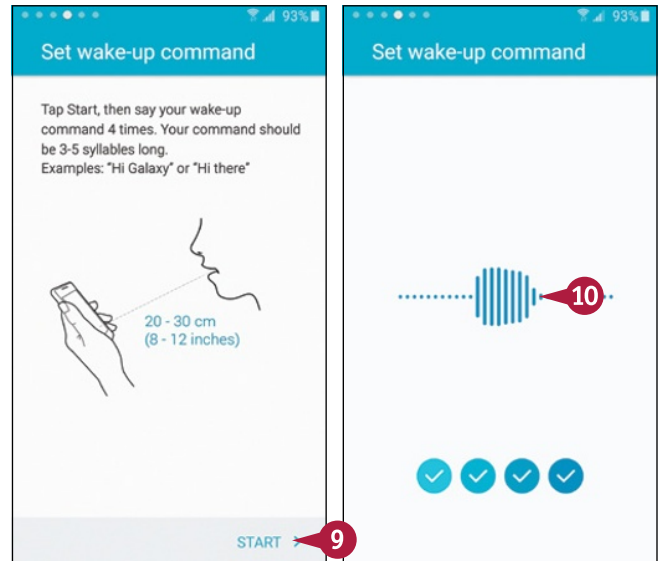 93%
Set wake-up command
Tap Start, then say your wake-up
command 4 times. Your command should
be 3-5 syllables long.
Examples: “Hi Galaxy” or “Hi there”
20 - 30 cm
(8 - 12 inches)
START
9
93%
Set wake-up command
10